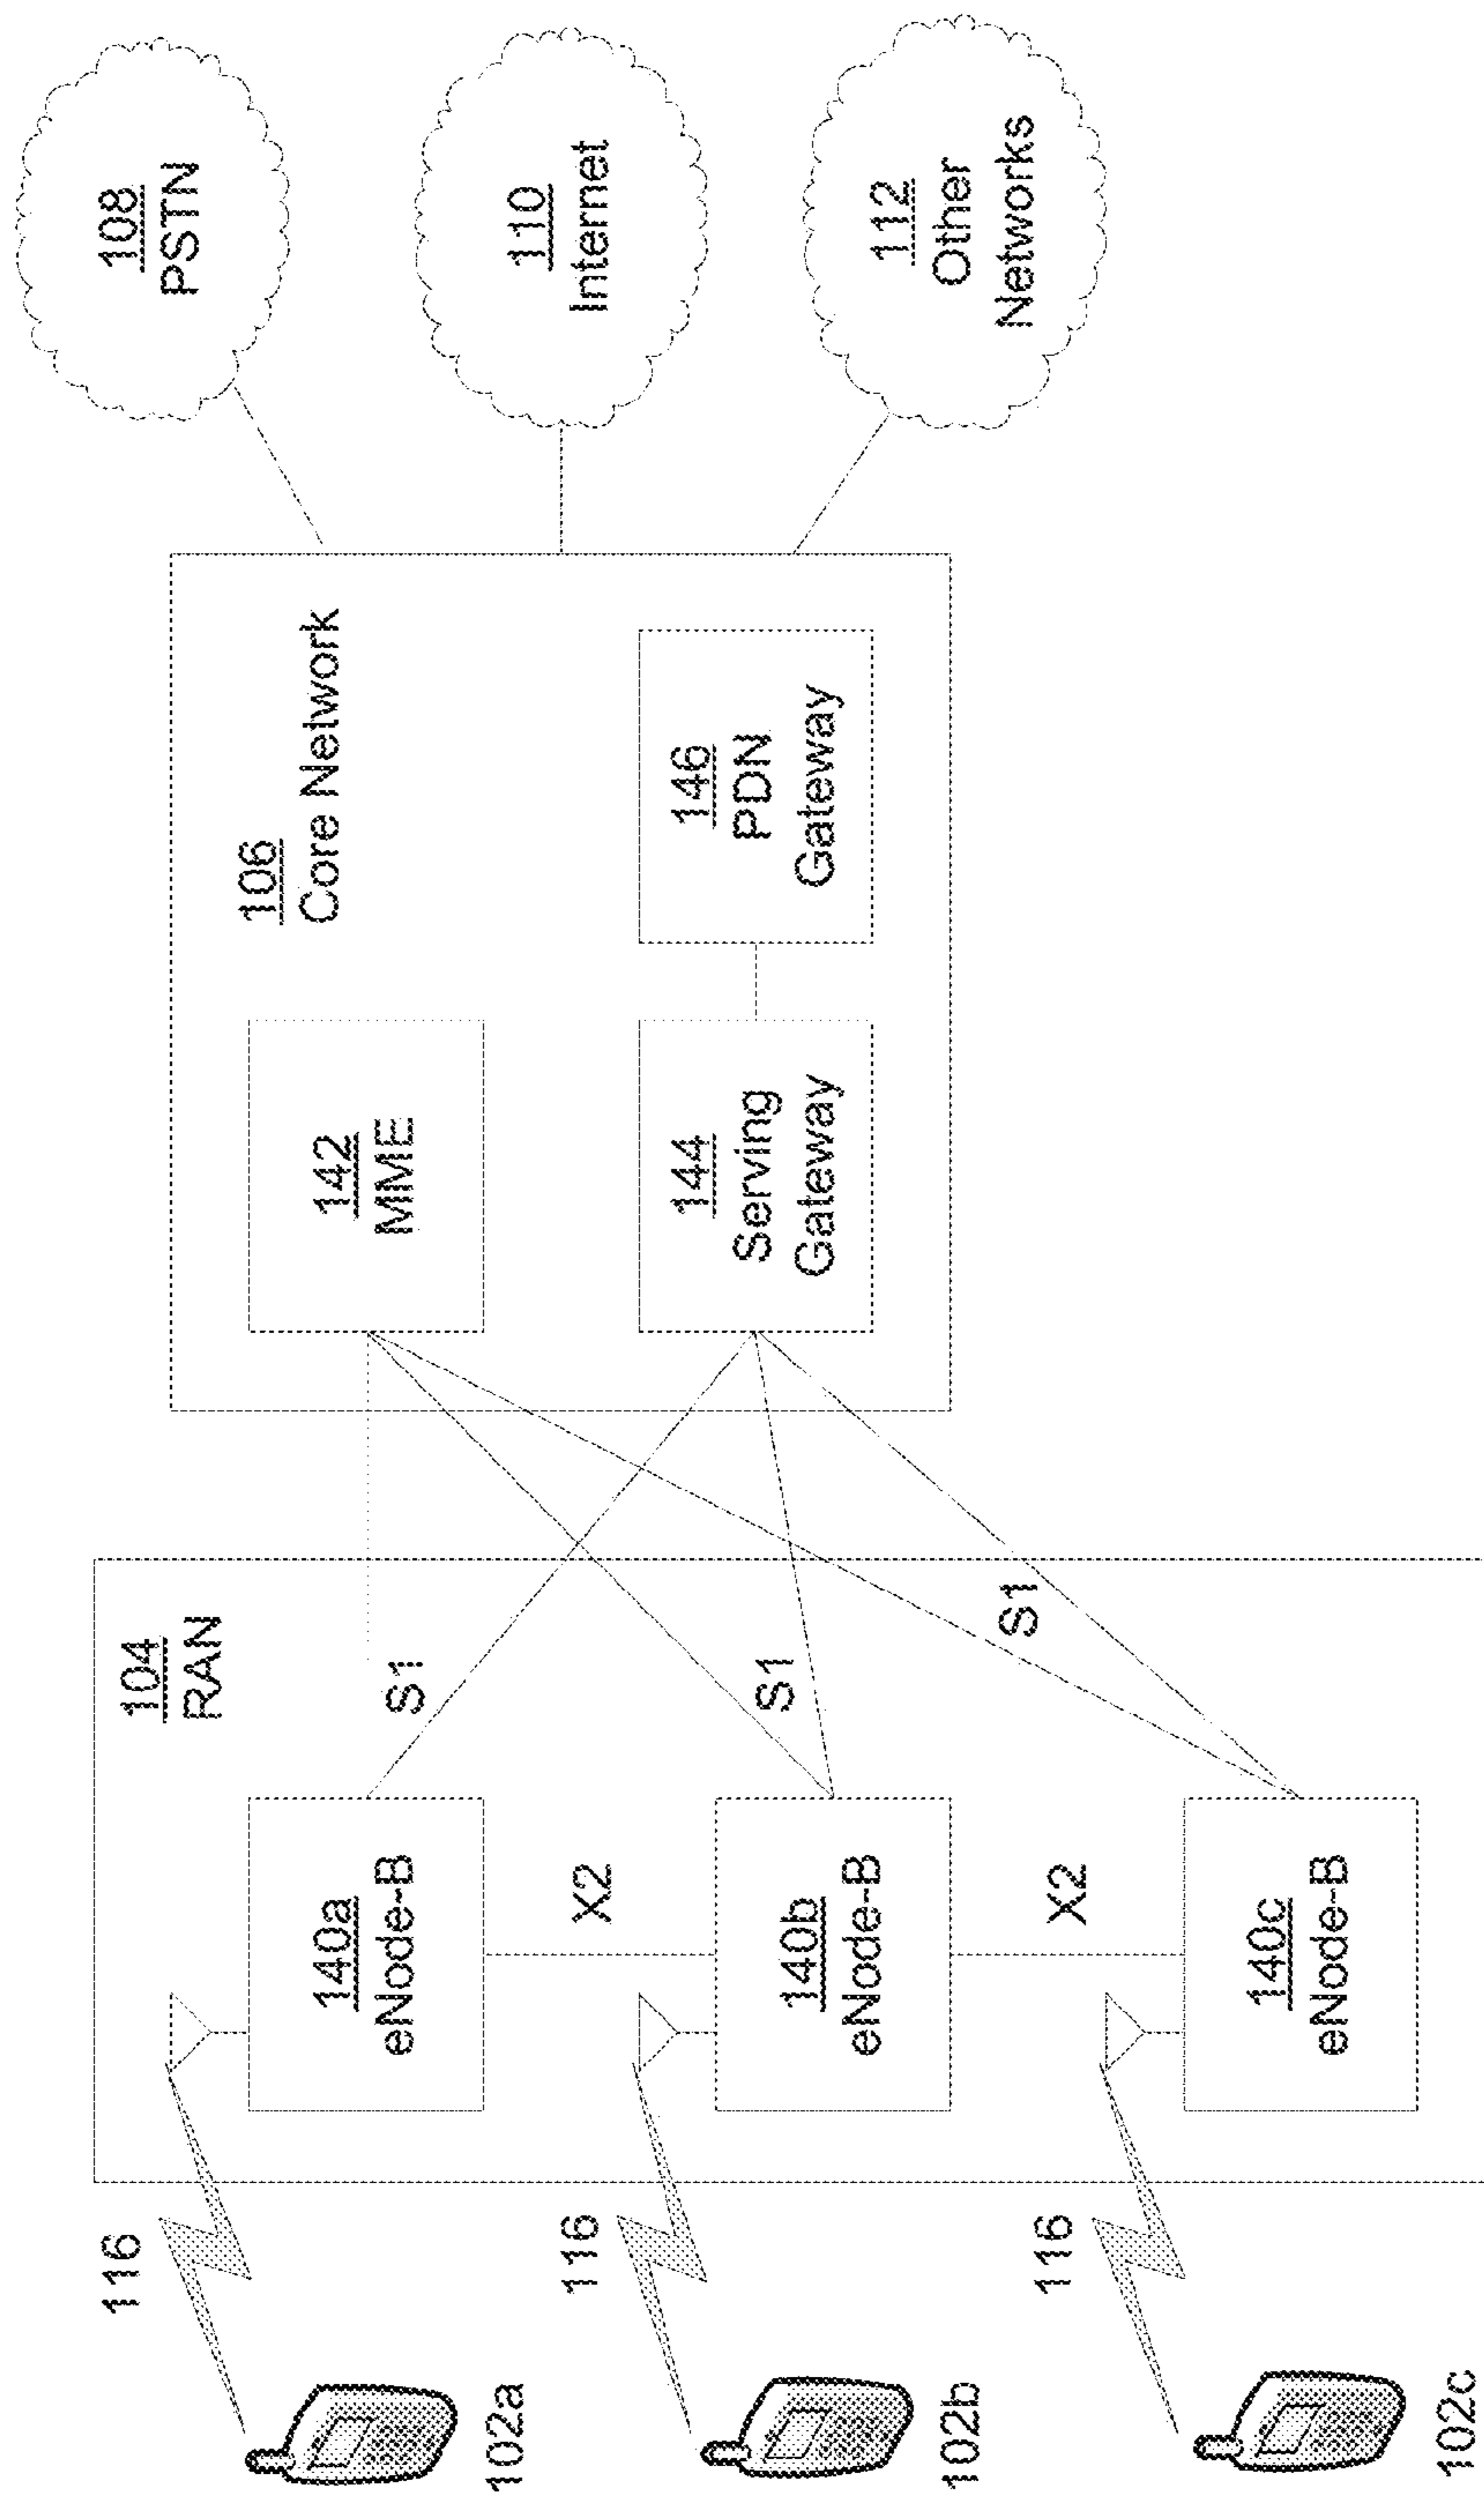 102a
116
102b
116
102c
116
104
RAN
140a
eNode-B
X2
140b
eNode-B
X2
140c
eNode-B
S1
S1
S1
106
Core Network
142
MME
144
Serving
Gateway
146
PDN
Gateway
108
PSTN
110
Internet
112
Other
Networks